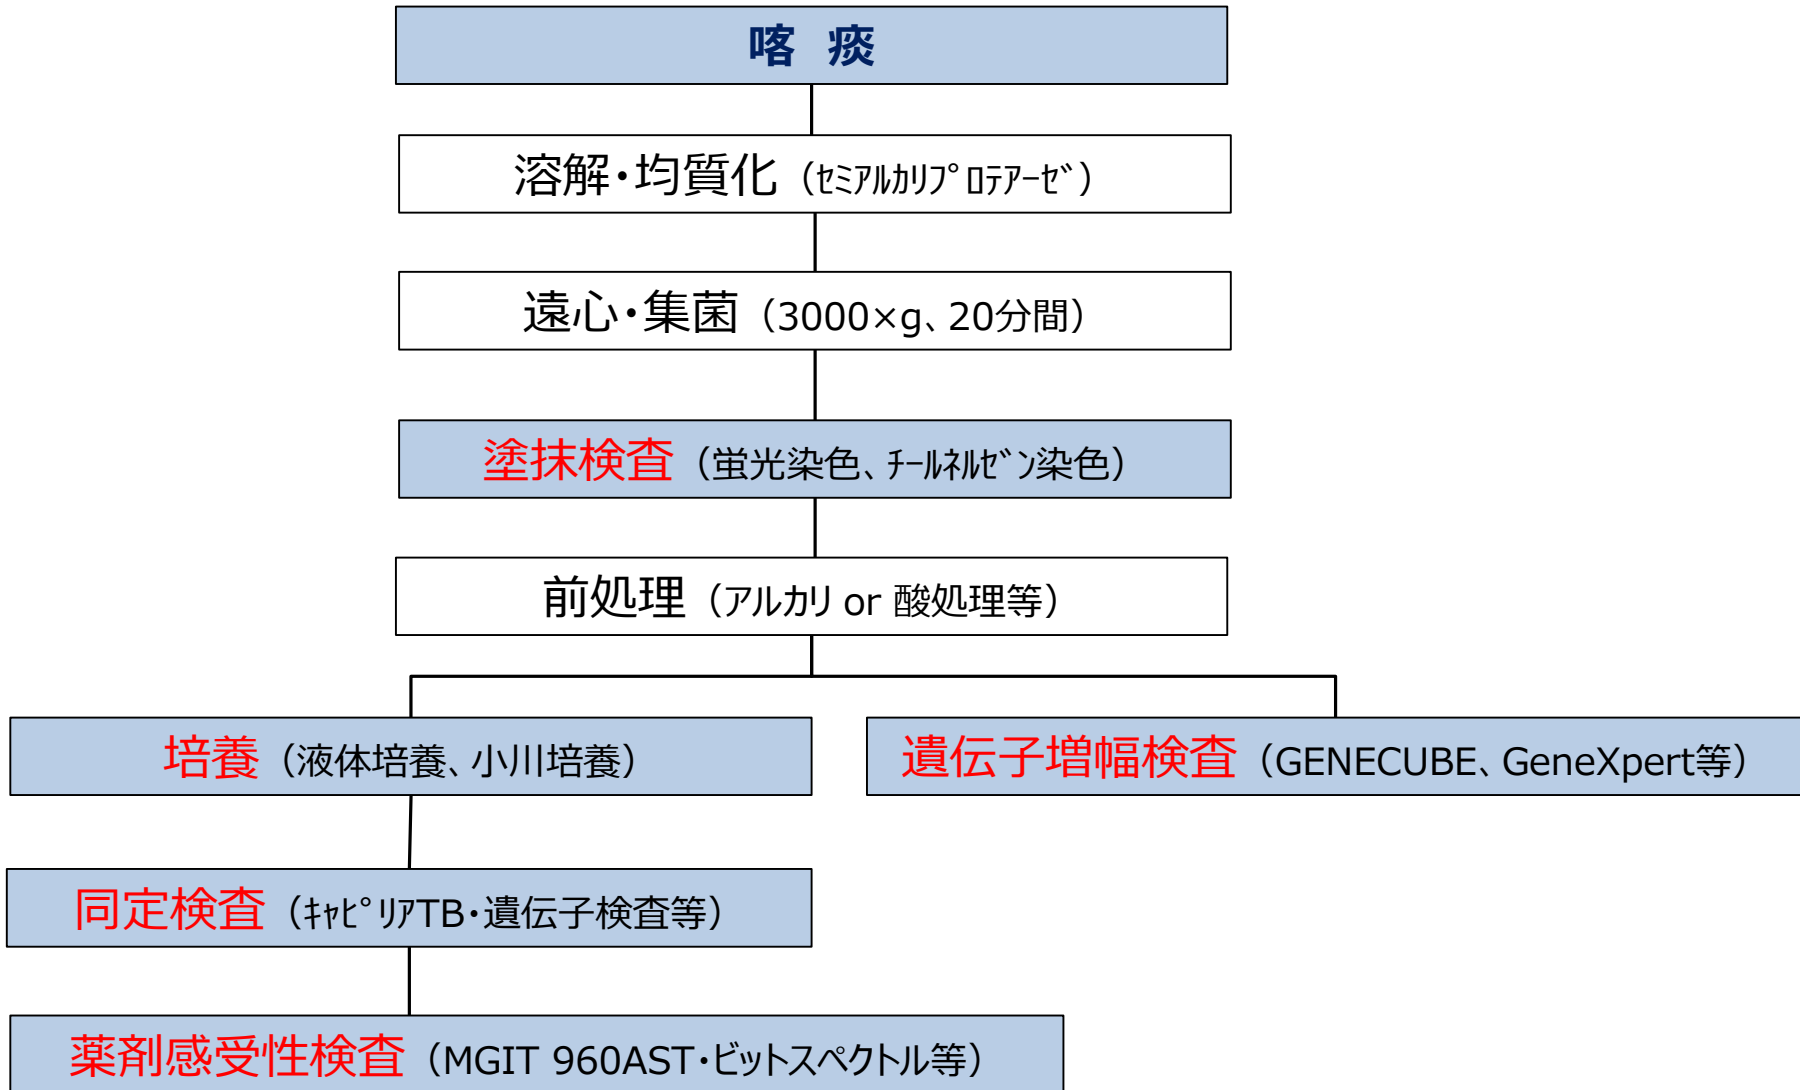 喀 痰
溶解・均質化（ｾﾐｱﾙｶﾘﾌﾟﾛﾃｱｰｾﾞ）
遠心・集菌（3000×g、20分間）
塗抹検査（蛍光染色、ﾁｰﾙﾈﾙｾﾞﾝ染色）
前処理（アルカリ or 酸処理等）
培養（液体培養、小川培養）
遺伝子増幅検査（GENECUBE、GeneXpert等）
同定検査（ｷｬﾋﾟﾘｱTB・遺伝子検査等）
薬剤感受性検査（MGIT 960AST・ビットスペクトル等）